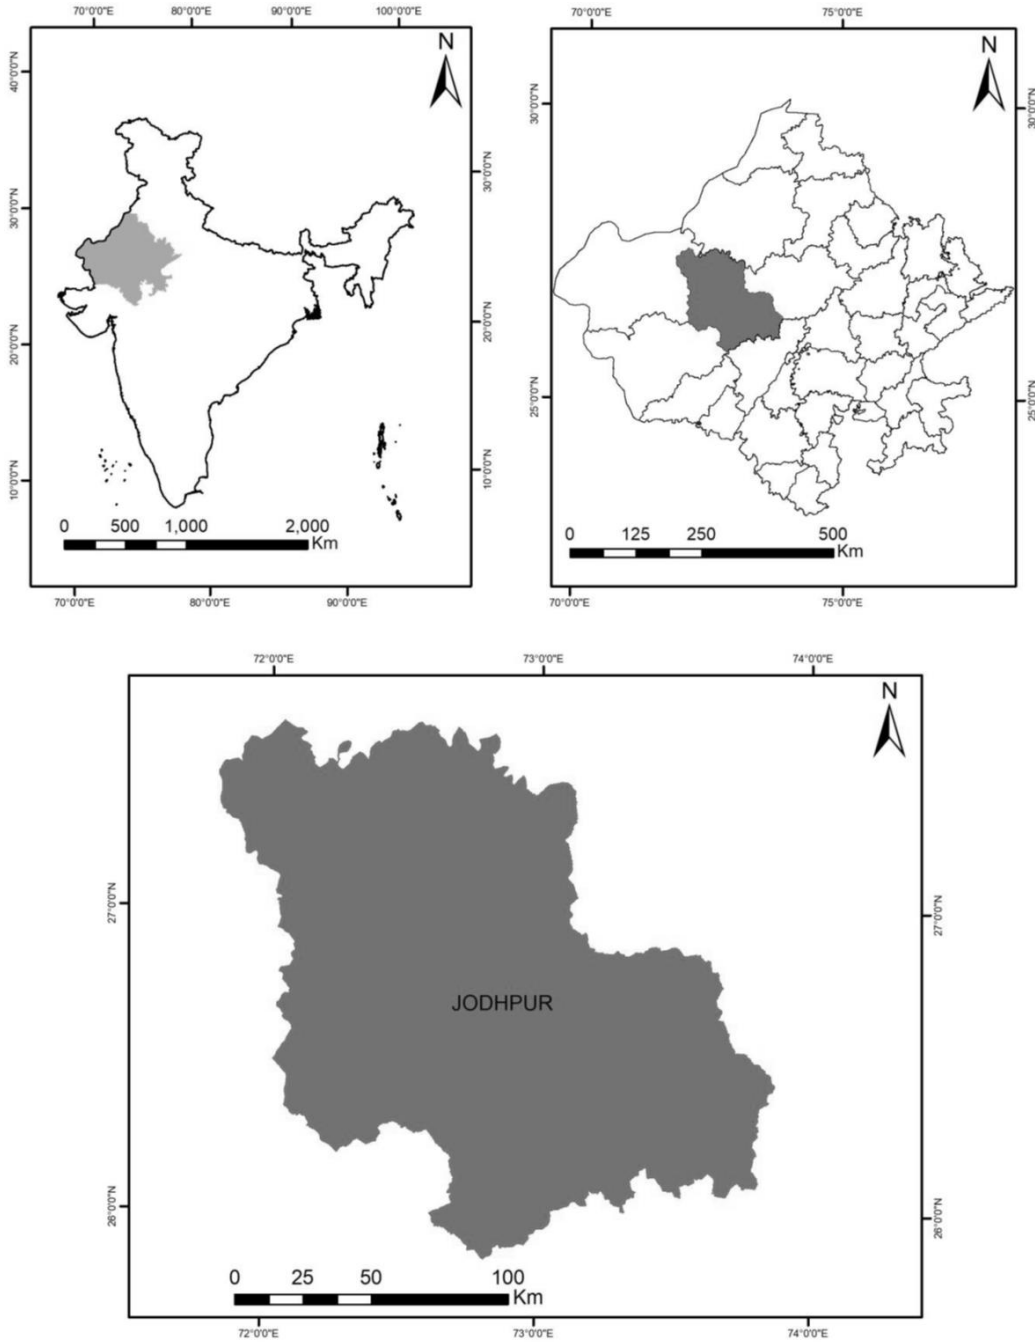 70°0'0"E 80°0'0"E 90°0'0"E 100°0'0"E
N
40°0'0"N
30°0'0"N
30°0'0"N
20°0'0"N
20°0'0"N
10°0'0"N
10°0'0"N
0 500 1,000 2,000
Km
70°0'0"E 80°0'0"E 90°0'0"E
70°0'0"E 75°0'0"E
N
30°0'0"N
30°0'0"N
25°0'0"N
25°0'0"N
0 125 250 500
Km
70°0'0"E 75°0'0"E
72°0'0"E 73°0'0"E 74°0'0"E
N
27°0'0"N
27°0'0"N
JODHPUR
26°0'0"N
26°0'0"N
0 25 50 100
Km
72°0'0"E 73°0'0"E 74°0'0"E